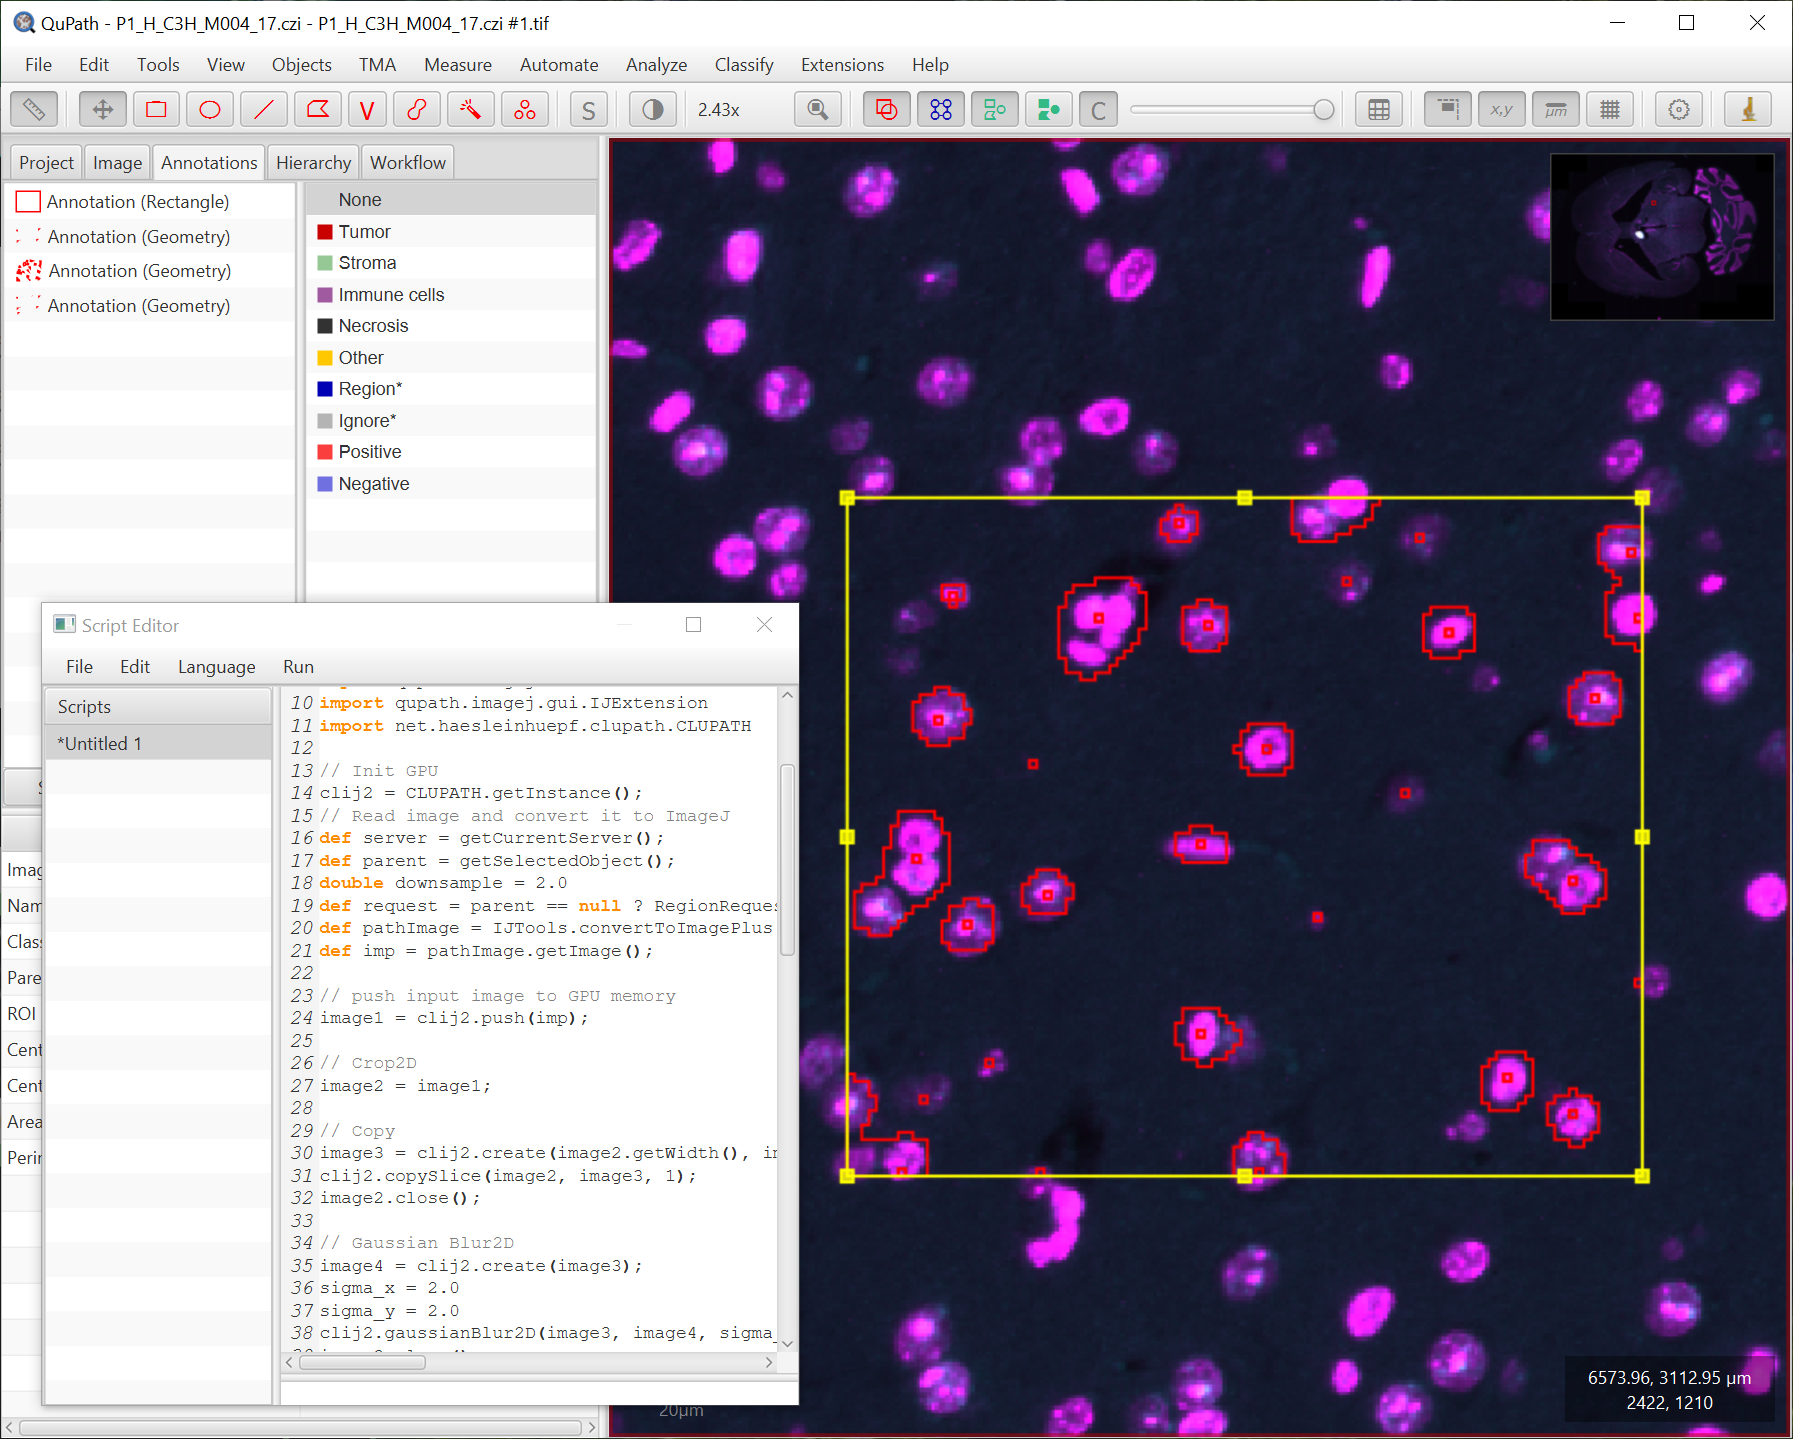 QuPath - P1_H_C3H_M004_17.czi - P1_H_C3H_M004_17.czi #1.tif
File Edit Tools View Objects TMA Measure Automate Analyze Classify Extensions Help
V S 2.43x C x,y μm
Project Image Annotations Hierarchy Workflow
Annotation (Rectangle)
Annotation (Geometry)
Annotation (Geometry)
Annotation (Geometry)
None
Tumor
Stroma
Immune cells
Necrosis
Other
Region*
Ignore*
Positive
Negative
Script Editor
File Edit Language Run
Scripts
*Untitled 1
10 import qupath.imagej.gui.IJExtension
11 import net.haesleinhuepf.clupath.CLUPATH
12
13 // Init GPU
14 clij2 = CLUPATH.getInstance();
15 // Read image and convert it to ImageJ
16 def server = getCurrentServer();
17 def parent = getSelectedObject();
18 double downsample = 2.0
19 def request = parent == null ? RegionReques
20 def pathImage = IJTools.convertToImagePlus
21 def imp = pathImage.getImage();
22
23 // push input image to GPU memory
24 image1 = clij2.push(imp);
25
26 // Crop2D
27 image2 = image1;
28
29 // Copy
30 image3 = clij2.create(image2.getWidth(), i
31 clij2.copySlice(image2, image3, 1);
32 image2.close();
33
34 // Gaussian Blur2D
35 image4 = clij2.create(image3);
36 sigma_x = 2.0
37 sigma_y = 2.0
38 clij2.gaussianBlur2D(image3, image4, sigma_
Imag
Nam
Clas
Pare
ROI
Cent
Cent
Area
Perin
20μm
6573.96, 3112.95 μm
2422, 1210